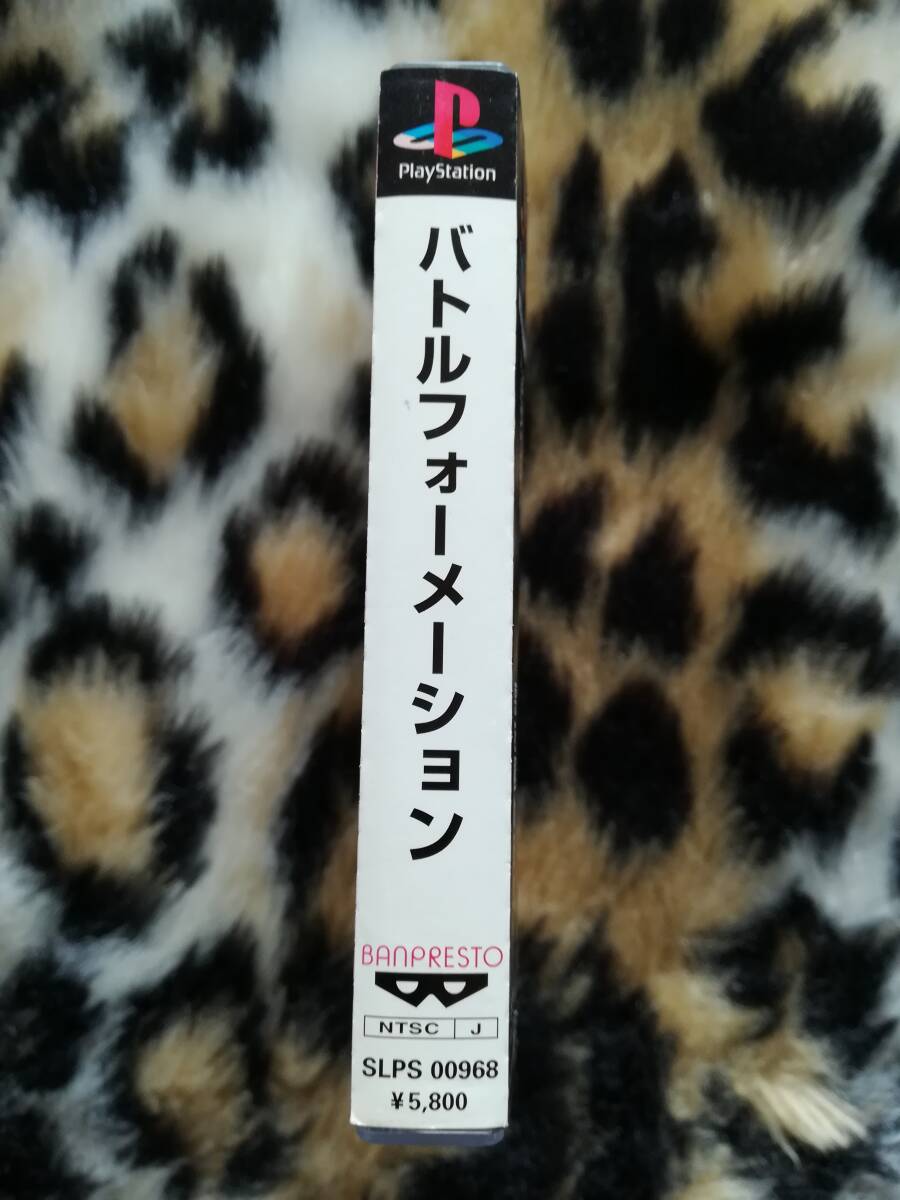 PlayStation
バトルフォーメーション
BANPRESTO
NTSC J
SLPS 00968
¥5,800